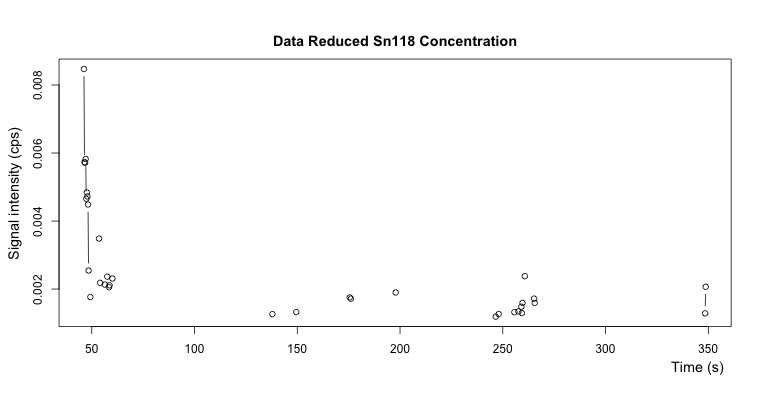 Data Reduced Sn118 Concentration
Signal intensity (cps)
0.008
0.006
0.004
0.002
50 100 150 200 250 300 350
Time (s)